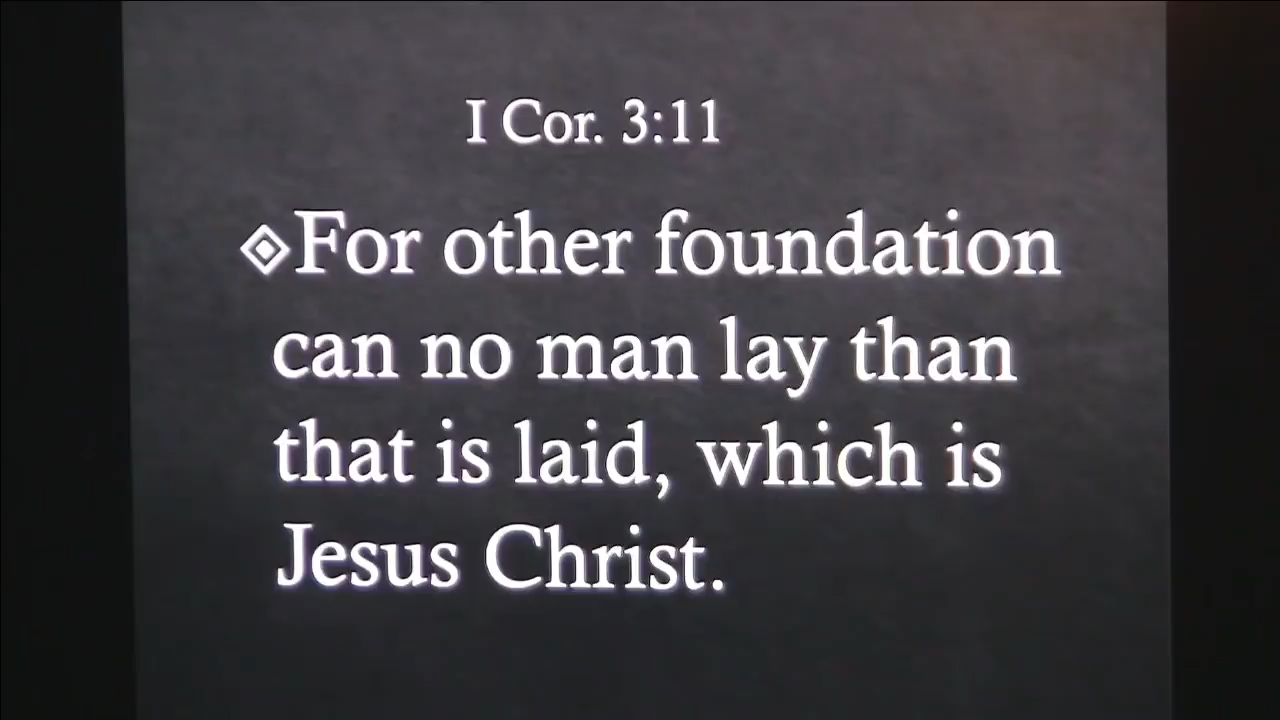 I Cor. 3:11
For other foundation
can no man lay than
that is laid, which is
Jesus Christ.